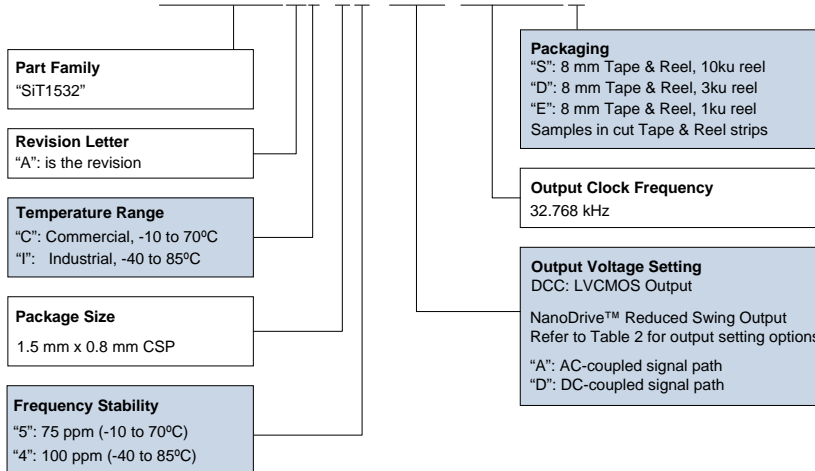 Part Family
“SiT1532”
Revision Letter
“A”: is the revision
Temperature Range
“C”: Commercial, -10 to 70ºC
“I”: Industrial, -40 to 85ºC
Package Size
1.5 mm x 0.8 mm CSP
Frequency Stability
“5”: 75 ppm (-10 to 70ºC)
“4”: 100 ppm (-40 to 85ºC)
Packaging
“S”: 8 mm Tape & Reel, 10ku reel
“D”: 8 mm Tape & Reel, 3ku reel
“E”: 8 mm Tape & Reel, 1ku reel
Samples in cut Tape & Reel strips
Output Clock Frequency
32.768 kHz
Output Voltage Setting
DCC: LVCMOS Output
NanoDrive™ Reduced Swing Output
Refer to Table 2 for output setting options
“A”: AC-coupled signal path
“D”: DC-coupled signal path